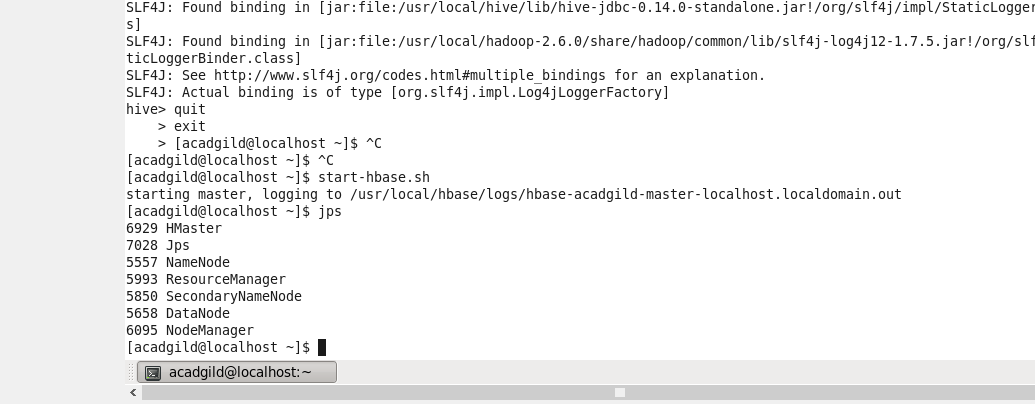 SLF4J: Found binding in [jar:file:/usr/local/hive/lib/hive-jdbc-0.14.0-standalone.jar!/org/slf4j/impl/StaticLogger
s]
SLF4J: Found binding in [jar:file:/usr/local/hadoop-2.6.0/share/hadoop/common/lib/slf4j-log4j12-1.7.5.jar!/org/slf
ticLoggerBinder.class]
SLF4J: See http://www.slf4j.org/codes.html#multiple_bindings for an explanation.
SLF4J: Actual binding is of type [org.slf4j.impl.Log4jLoggerFactory]
hive> quit
    > exit
    > [acadgild@localhost ~]$ ^C
[acadgild@localhost ~]$ ^C
[acadgild@localhost ~]$ start-hbase.sh
starting master, logging to /usr/local/hbase/logs/hbase-acadgild-master-localhost.localdomain.out
[acadgild@localhost ~]$ jps
6929 HMaster
7028 Jps
5557 NameNode
5993 ResourceManager
5850 SecondaryNameNode
5658 DataNode
6095 NodeManager
[acadgild@localhost ~]$
acadgild@localhost:~